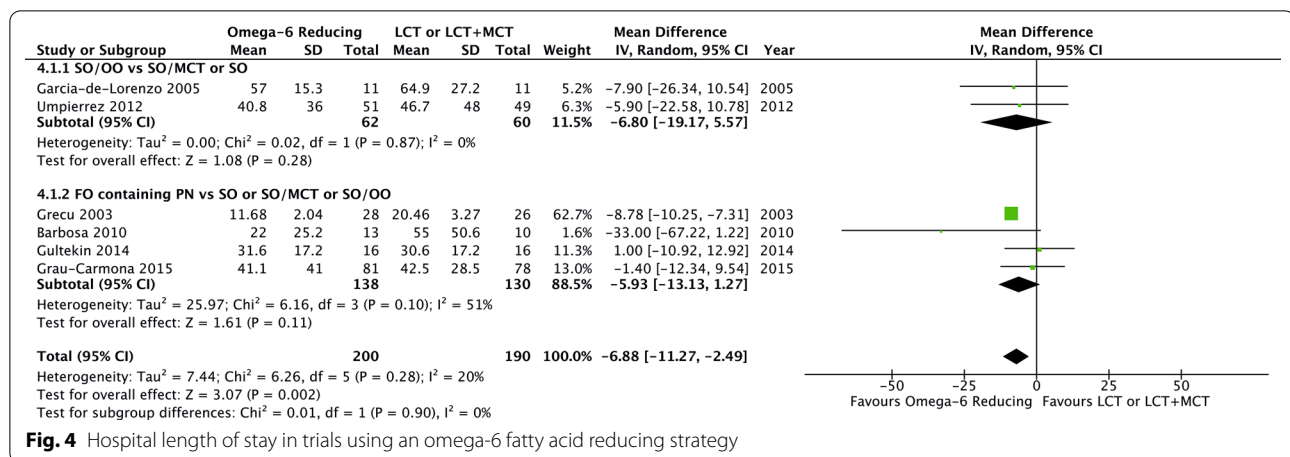 Omega-6 Reducing LCT or LCT+MCT Mean Difference Mean Difference
Study or Subgroup Mean SD Total Mean SD Total Weight IV, Random, 95% CI Year IV, Random, 95% CI
4.1.1 SO/OO vs SO/MCT or SO
Garcia-de-Lorenzo 2005 57 15.3 11 64.9 27.2 11 5.2% -7.90 [-26.34, 10.54] 2005
Umpierrez 2012 40.8 36 51 46.7 48 49 6.3% -5.90 [-22.58, 10.78] 2012
Subtotal (95% CI) 62 60 11.5% -6.80 [-19.17, 5.57]
Heterogeneity: Tau² = 0.00; Chi² = 0.02, df = 1 (P = 0.87); I² = 0%
Test for overall effect: Z = 1.08 (P = 0.28)
4.1.2 FO containing PN vs SO or SO/MCT or SO/OO
Grecu 2003 11.68 2.04 28 20.46 3.27 26 62.7% -8.78 [-10.25, -7.31] 2003
Barbosa 2010 22 25.2 13 55 50.6 10 1.6% -33.00 [-67.22, 1.22] 2010
Gultekin 2014 31.6 17.2 16 30.6 17.2 16 11.3% 1.00 [-10.92, 12.92] 2014
Grau-Carmona 2015 41.1 41 81 42.5 28.5 78 13.0% -1.40 [-12.34, 9.54] 2015
Subtotal (95% CI) 138 130 88.5% -5.93 [-13.13, 1.27]
Heterogeneity: Tau² = 25.97; Chi² = 6.16, df = 3 (P = 0.10); I² = 51%
Test for overall effect: Z = 1.61 (P = 0.11)
Total (95% CI) 200 190 100.0% -6.88 [-11.27, -2.49]
Heterogeneity: Tau² = 7.44; Chi² = 6.26, df = 5 (P = 0.28); I² = 20%
Test for overall effect: Z = 3.07 (P = 0.002)
Test for subgroup differences: Chi² = 0.01, df = 1 (P = 0.90), I² = 0%
-50 -25 0 25 50
Favours Omega-6 Reducing Favours LCT or LCT+MCT
Fig. 4 Hospital length of stay in trials using an omega-6 fatty acid reducing strategy